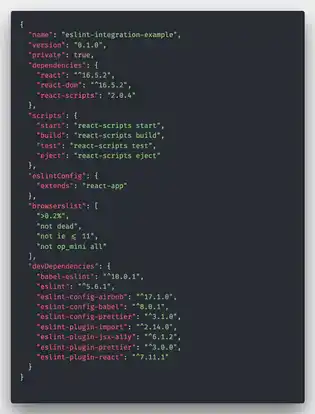 {
"name": "eslint-integration-example",
"version": "0.1.0",
"private": true,
"dependencies": {
"react": "^16.5.2",
"react-dom": "^16.5.2",
"react-scripts": "2.0.4"
},
"scripts": {
"start": "react-scripts start",
"build": "react-scripts build",
"test": "react-scripts test",
"eject": "react-scripts eject"
},
"eslintConfig": {
"extends": "react-app"
},
"browserslist": [
">0.2%",
"not dead",
"not ie ≤ 11",
"not op_mini all"
],
"devDependencies": {
"babel-eslint": "^10.0.1",
"eslint": "^5.6.1",
"eslint-config-airbnb": "^17.1.0",
"eslint-config-babel": "^8.0.1",
"eslint-config-prettier": "^3.1.0",
"eslint-plugin-import": "^2.14.0",
"eslint-plugin-jsx-a11y": "^6.1.2",
"eslint-plugin-prettier": "^3.0.0",
"eslint-plugin-react": "^7.11.1"
}
}